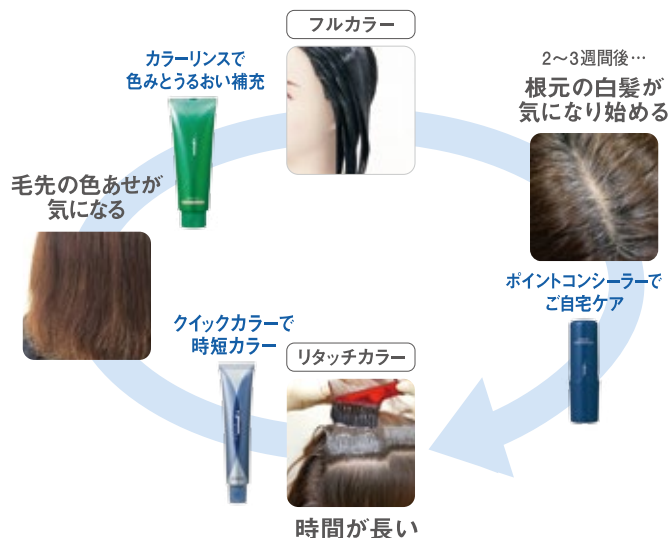 フルカラー
2〜3週間後…
根元の白髪が
気になり始める
ポイントコンシーラーで
ご自宅ケア
リタッチカラー
時間が長い
クイックカラーで
時短カラー
毛先の色あせが
気になる
カラーリンスで
色みとうるおい補充